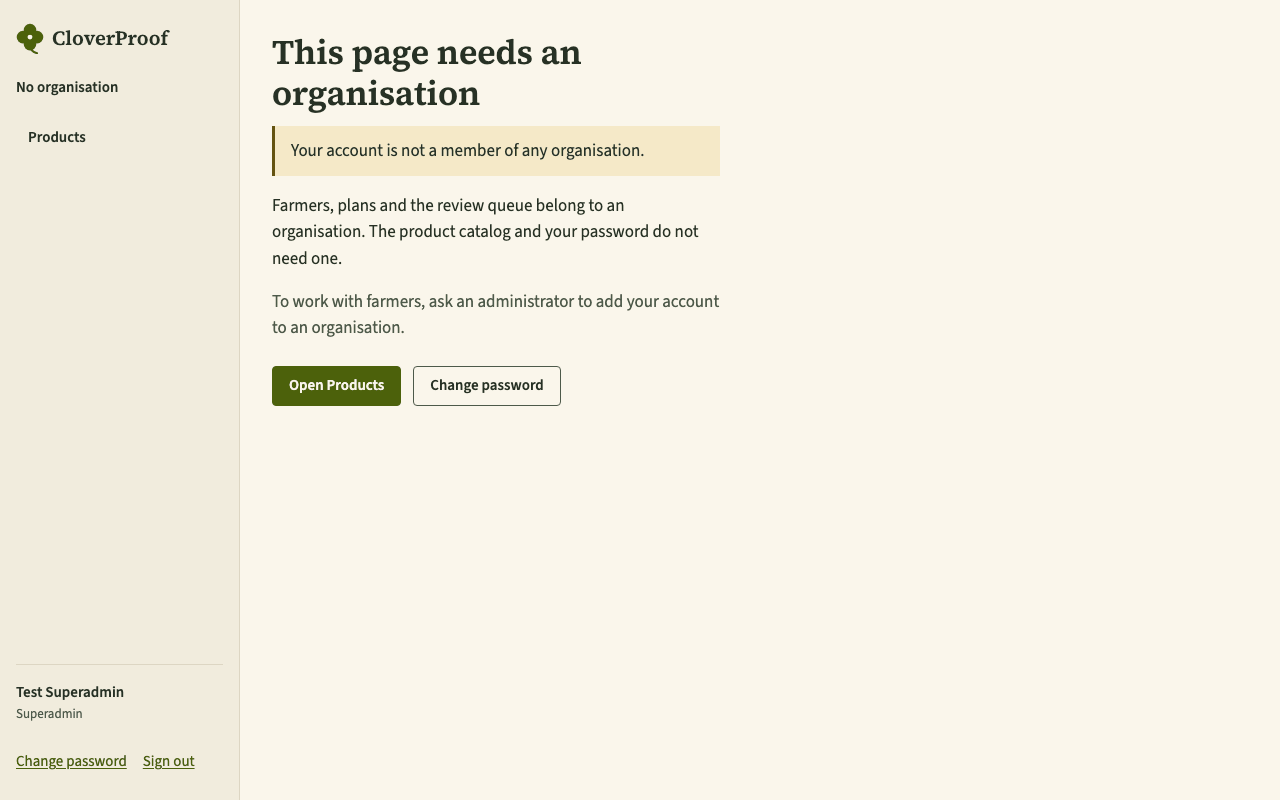 CloverProof
No organisation
Products
This page needs an
organisation
Your account is not a member of any organisation.
Farmers, plans and the review queue belong to an
organisation. The product catalog and your password do not
need one.
To work with farmers, ask an administrator to add your account
to an organisation.
Open Products
Change password
Test Superadmin
Superadmin
Change password
Sign out